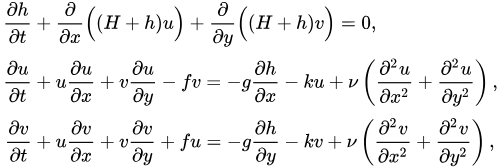 ∂h/∂t + ∂/∂x((H + h)u) + ∂/∂y((H + h)v) = 0,
∂u/∂t + u ∂u/∂x + v ∂u/∂y − fv = −g ∂h/∂x − ku + ν(∂²u/∂x² + ∂²u/∂y²),
∂v/∂t + u ∂v/∂x + v ∂v/∂y + fu = −g ∂h/∂y − kv + ν(∂²v/∂x² + ∂²v/∂y²),